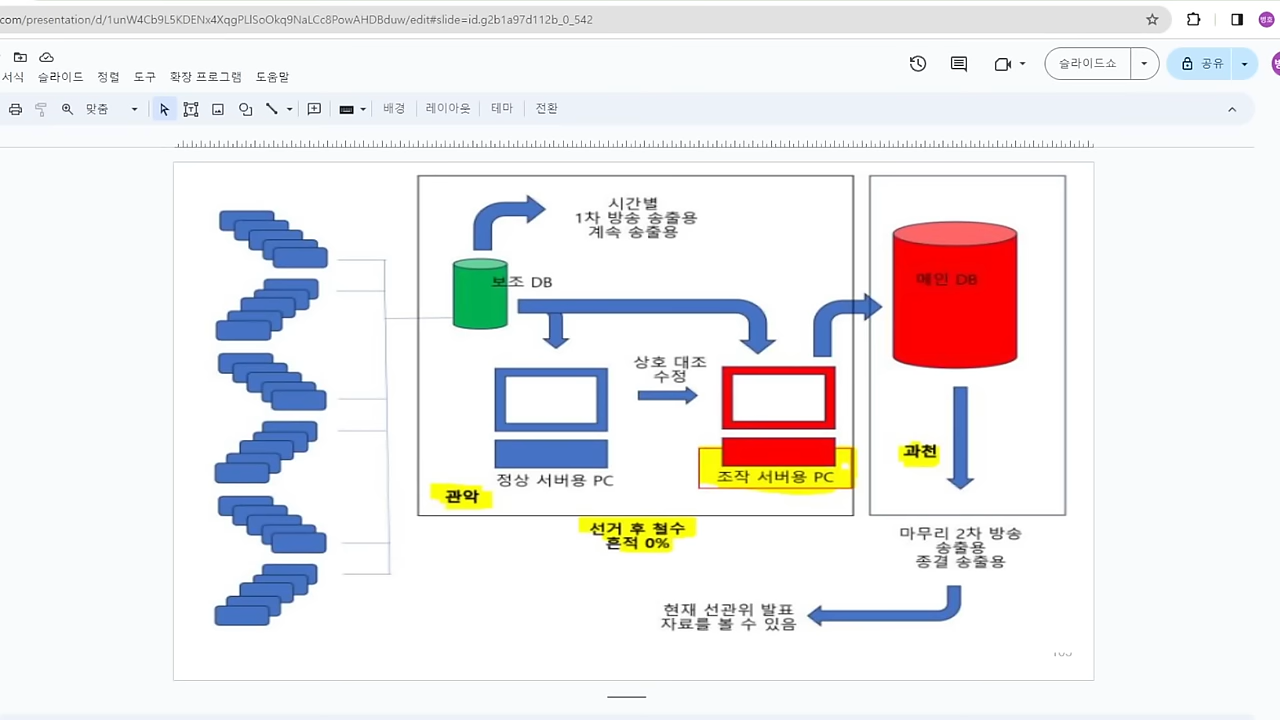 com/presentation/d/1unW4Cb9L5KDENx4XqgPLlSoOkq9NaLCc8PowAHDBduw/edit#slide=id.g2b1a97d112b_0_542
서식 슬라이드 정렬 도구 확장 프로그램 도움말
슬라이드쇼
공유
맞춤
배경 레이아웃 테마 전환
시간별
1차 방송 송출용
계속 송출용
보조 DB
메인 DB
상호 대조
수정
정상 서버용 PC
조작 서버용 PC
관악
과천
선거 후 철수
흔적 0%
마무리 2차 방송
송출용
종결 송출용
현재 선관위 발표
자료를 볼 수 있음